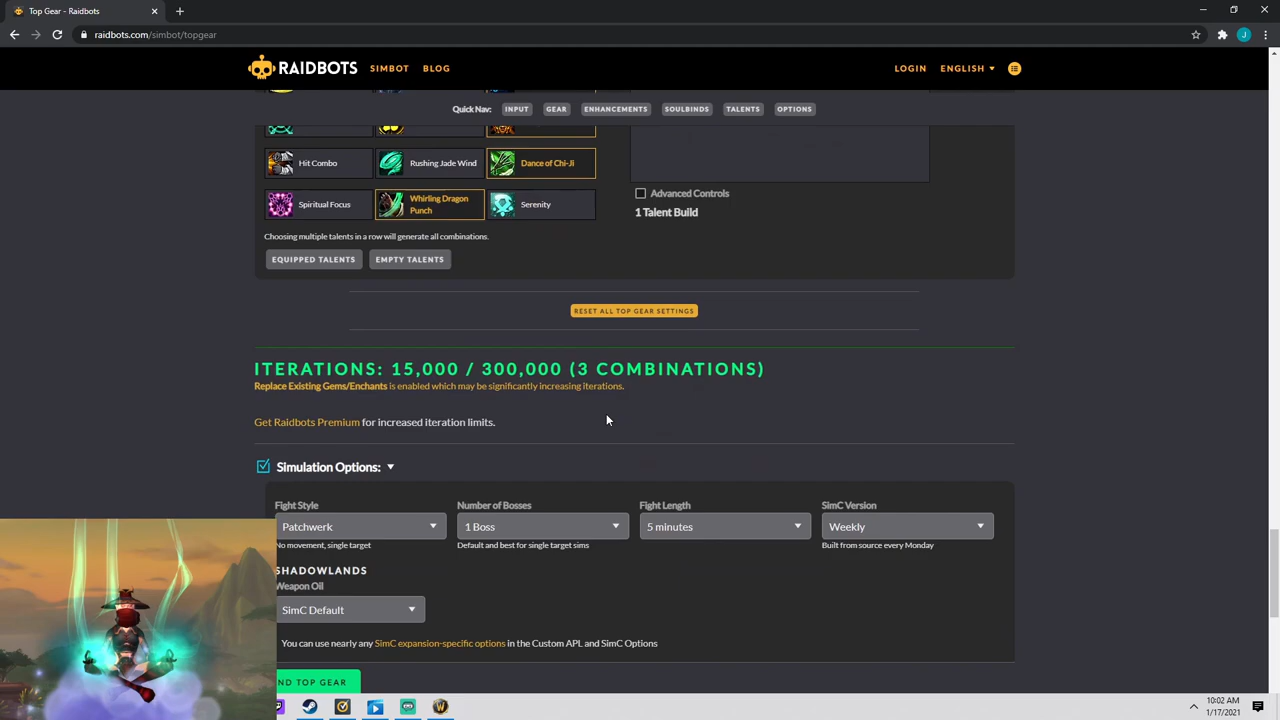 Top Gear - Raidbots
raidbots.com/simbot/topgear
J
RAIDBOTS SIMBOT BLOG LOGIN ENGLISH
Quick Nav: INPUT GEAR ENHANCEMENTS SOULBINDS TALENTS OPTIONS
Hit Combo Rushing Jade Wind Dance of Chi-Ji
Advanced Controls
Spiritual Focus Whirling Dragon Punch Serenity
1 Talent Build
Choosing multiple talents in a row will generate all combinations.
EQUIPPED TALENTS EMPTY TALENTS
RESET ALL TOP GEAR SETTINGS
ITERATIONS: 15,000 / 300,000 (3 COMBINATIONS)
Replace Existing Gems/Enchants is enabled which may be significantly increasing iterations.
Get Raidbots Premium for increased iteration limits.
Simulation Options:
Fight Style Number of Bosses Fight Length SimC Version
Patchwerk 1 Boss 5 minutes Weekly
No movement, single target Default and best for single target sims Built from source every Monday
SHADOWLANDS
Weapon Oil
SimC Default
You can use nearly any SimC expansion-specific options in the Custom APL and SimC Options
ND TOP GEAR
10:02 AM
1/17/2021